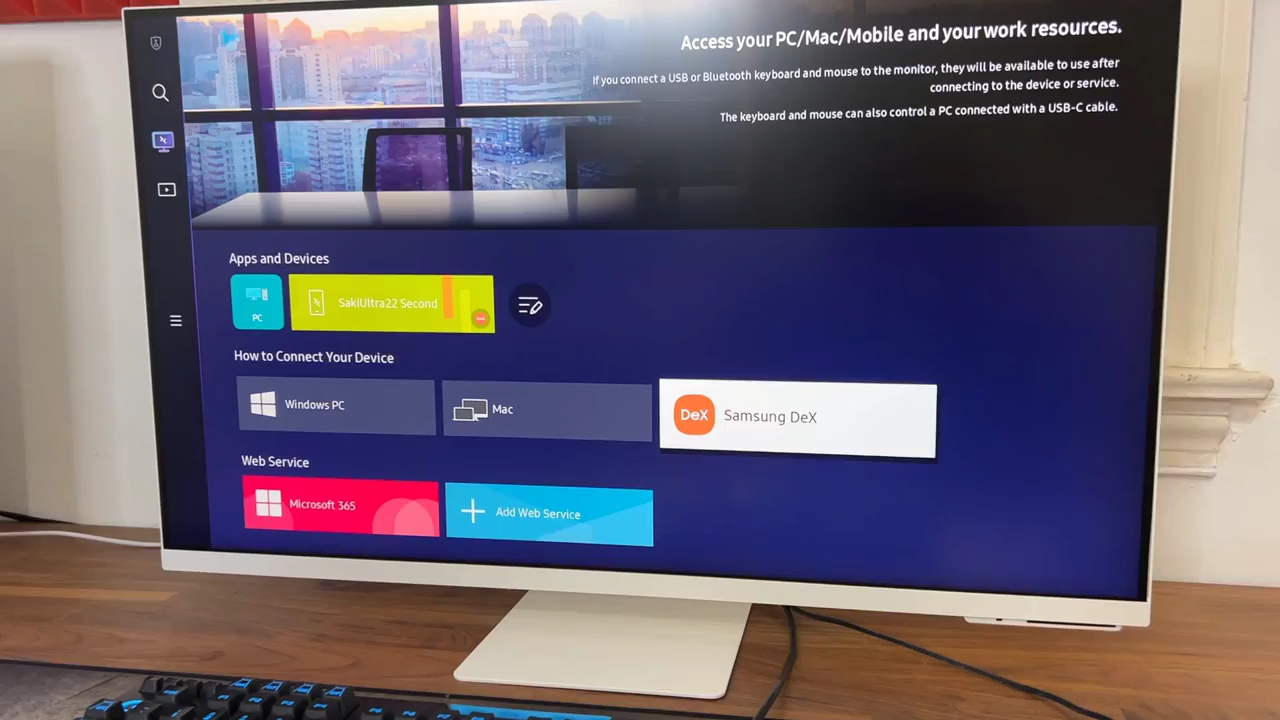 Access your PC/Mac/Mobile and your work resources.
If you connect a USB or Bluetooth keyboard and mouse to the monitor, they will be available to use after
connecting to the device or service.
The keyboard and mouse can also control a PC connected with a USB-C cable.
Apps and Devices
PC
SakiUltra22 Second
How to Connect Your Device
Windows PC
Mac
DeX
Samsung DeX
Web Service
Microsoft 365
Add Web Service